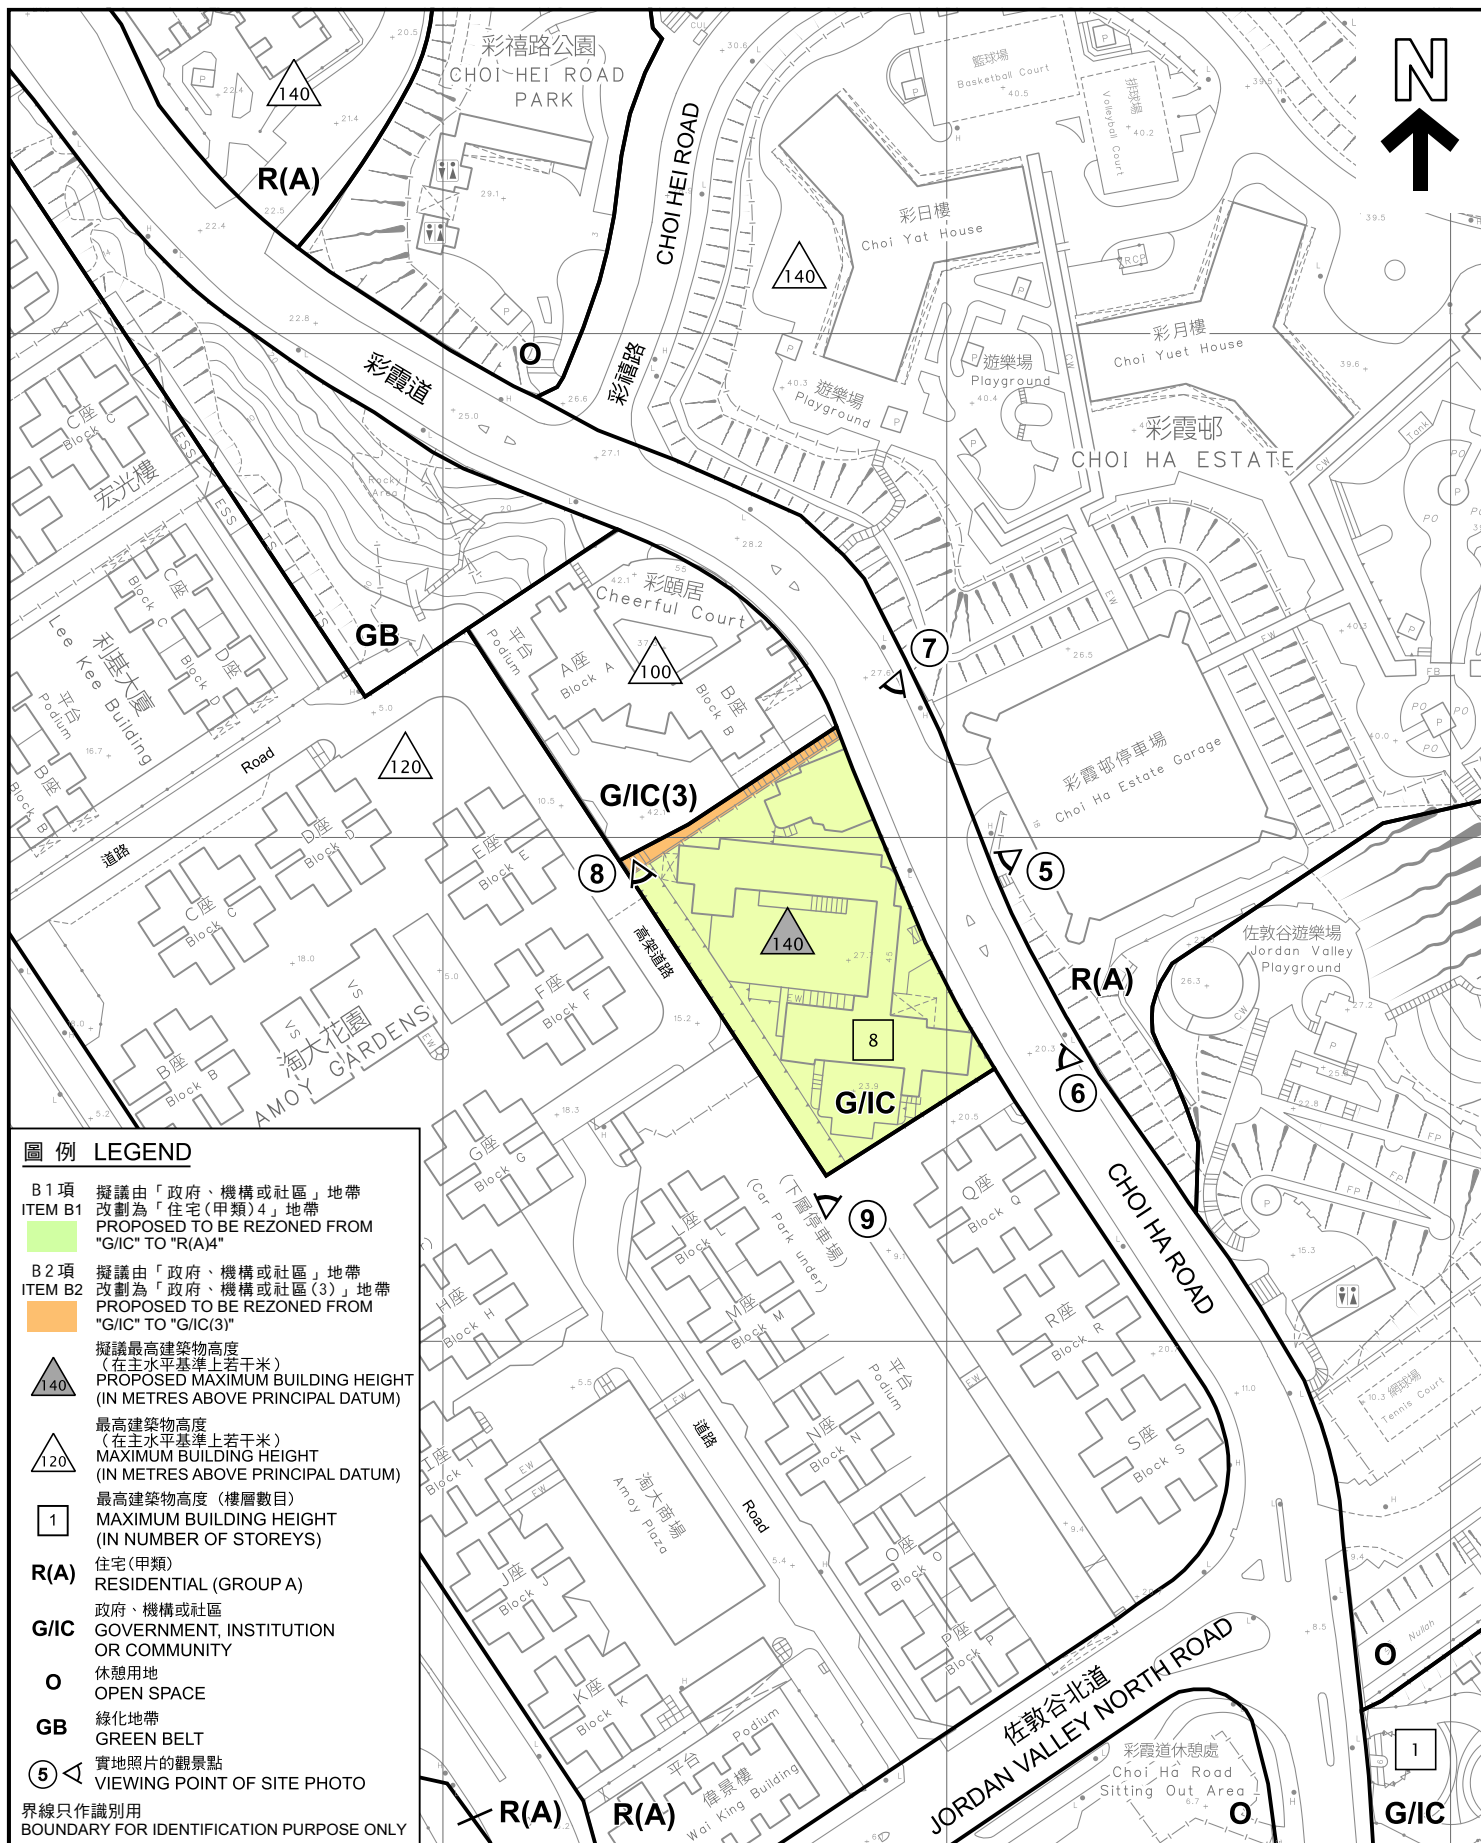 N
彩禧路公園
CHOI HEI ROAD
PARK
140
R(A)
CHOI HEI ROAD
彩禧路
籃球場
Basketball Court
排球場
Volleyball Court
彩日樓
Choi Yat House
140
RCP
彩月樓
Choi Yuet House
遊樂場
Playground
遊樂場
Playground
彩霞邨
CHOI HA ESTATE
O
彩霞道
Rocky
Area
C座
Block C
宏光樓
GB
彩頤居
Cheerful Court
平台
Podium
A座
Block A
B座
Block B
100
C座
Block C
D座
Block D
利基大廈
Lee Kee Building
平台
Podium
B座
Block B
120
Road
道路
G/IC(3)
7
8
5
彩霞邨停車場
Choi Ha Estate Garage
佐敦谷遊樂場
Jordan Valley
Playground
R(A)
140
8
G/IC
6
9
高架道路
D座
Block D
E座
Block E
C座
Block C
F座
Block F
B座
Block B
淘大花園
AMOY GARDENS
G座
Block G
H座
Block H
L座
Block L
M座
Block M
(下層停車場)
(Car Park under)
Q座
Block Q
R座
Block R
S座
Block S
CHOI HA ROAD
平台
Podium
N座
Block N
I座
Block I
J座
Block J
K座
Block K
淘大商場
Amoy Plaza
道路
Road
O座
Block O
P座
Block P
網球場
Tennis Court
Nullah
平台
Podium
偉景樓
Wai King Building
佐敦谷北道
JORDAN VALLEY NORTH ROAD
彩霞道休憩處
Choi Ha Road
Sitting Out Area
O
O
1
G/IC
R(A)
R(A)
圖 例 LEGEND
B1項 擬議由「政府、機構或社區」地帶
ITEM B1 改劃為「住宅(甲類)4」地帶
PROPOSED TO BE REZONED FROM
"G/IC" TO "R(A)4"
B2項 擬議由「政府、機構或社區」地帶
ITEM B2 改劃為「政府、機構或社區(3)」地帶
PROPOSED TO BE REZONED FROM
"G/IC" TO "G/IC(3)"
擬議最高建築物高度
(在主水平基準上若干米)
140 PROPOSED MAXIMUM BUILDING HEIGHT
(IN METRES ABOVE PRINCIPAL DATUM)
最高建築物高度
(在主水平基準上若干米)
120 MAXIMUM BUILDING HEIGHT
(IN METRES ABOVE PRINCIPAL DATUM)
最高建築物高度 (樓層數目)
1 MAXIMUM BUILDING HEIGHT
(IN NUMBER OF STOREYS)
R(A) 住宅(甲類)
RESIDENTIAL (GROUP A)
G/IC 政府、機構或社區
GOVERNMENT, INSTITUTION
OR COMMUNITY
O 休憩用地
OPEN SPACE
GB 綠化地帶
GREEN BELT
5 實地照片的觀景點
VIEWING POINT OF SITE PHOTO
界線只作識別用
BOUNDARY FOR IDENTIFICATION PURPOSE ONLY